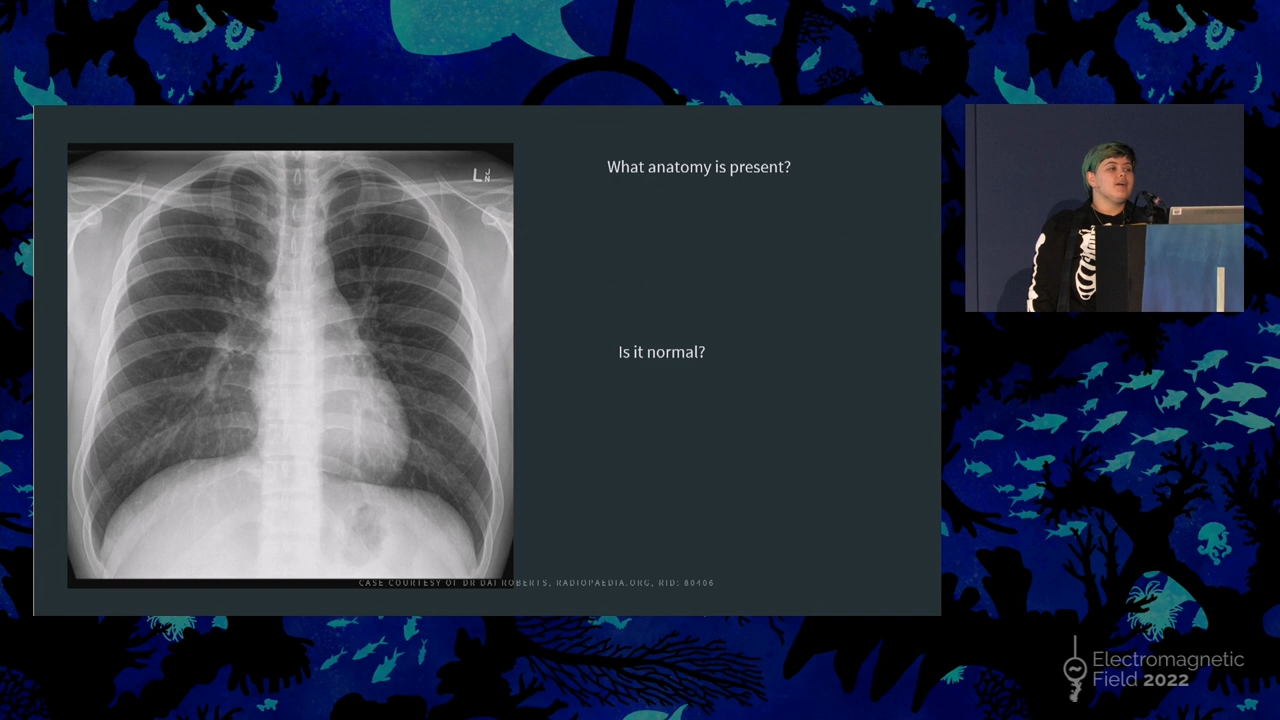 What anatomy is present?
L
JN
Is it normal?
CASE COURTESY OF DR DAI ROBERTS, RADIOPAEDIA.ORG, RID: 80406
Electromagnetic
Field 2022